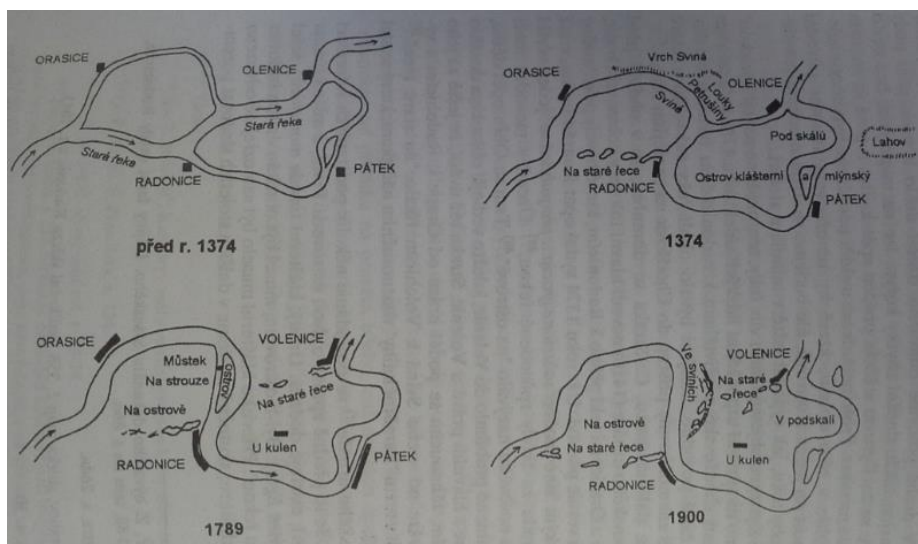 ORASICE
OLENICE
Stará řeka
Stará řeka
RADONICE
PÁTEK
před r. 1374
Vrch Sviná
ORASICE
Louky
Petrušiny
OLENICE
Sviná
Pod skálů
Lahov
Na staré řece
RADONICE
Ostrov klášterní
a
mlýnský
PÁTEK
1374
ORASICE
VOLENICE
Můstek
ostrov
Na strouze
Na staré řece
Na ostrově
U kulen
RADONICE
PÁTEK
1789
VOLENICE
Ve sviních
Na staré
řece
Na ostrově
V podskalí
Na staré řece
U kulen
RADONICE
1900